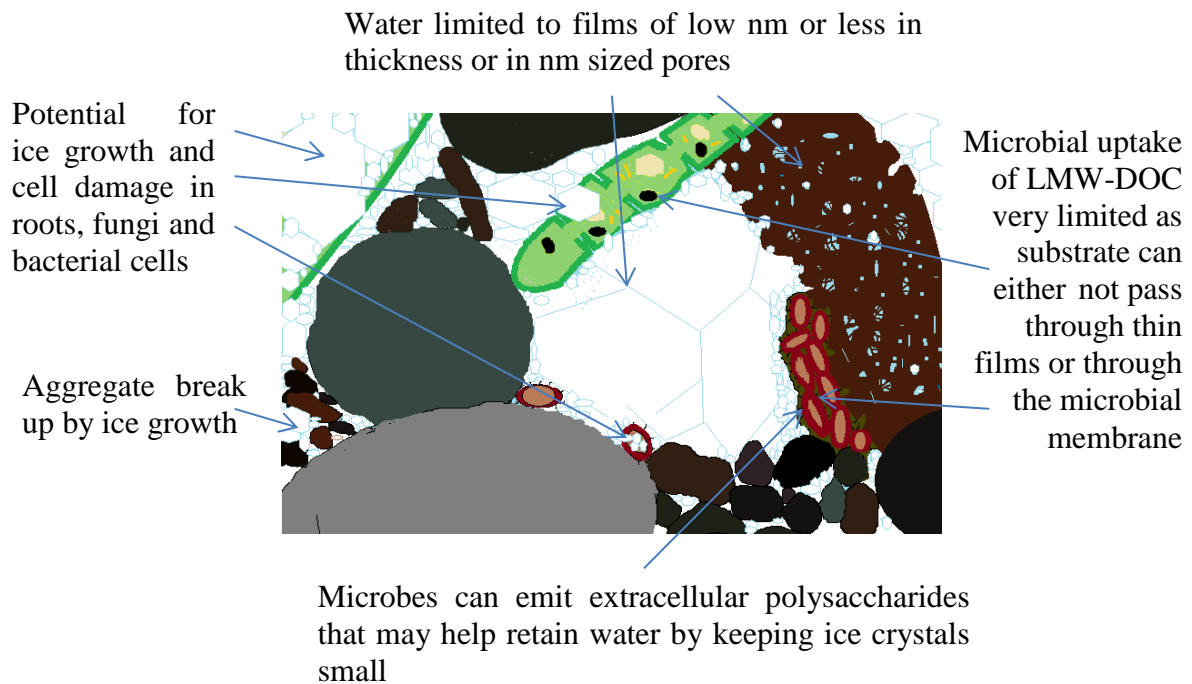 Water limited to films of low nm or less in
thickness or in nm sized pores
Potential for
ice growth and
cell damage in
roots, fungi and
bacterial cells
Microbial uptake
of LMW-DOC
very limited as
substrate can
either not pass
through thin
films or through
the microbial
membrane
Aggregate break
up by ice growth
Microbes can emit extracellular polysaccharides
that may help retain water by keeping ice crystals
small